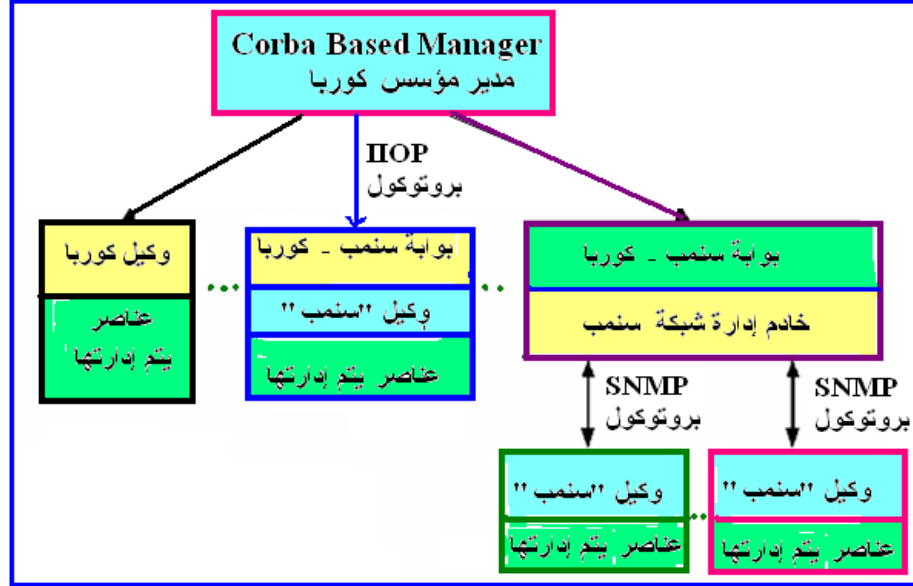 Corba Based Manager
مدير مؤسس كوربا
IIOP
بروتوكول
وكيل كوربا
عناصر
يتم إدارتها
بوابة سنمب - كوربا
وكيل "سنمب"
عناصر يتم إدارتها
بوابة سنمب - كوربا
خادم إدارة شبكة سنمب
SNMP
بروتوكول
SNMP
بروتوكول
وكيل "سنمب"
عناصر يتم إدارتها
وكيل "سنمب"
عناصر يتم إدارتها